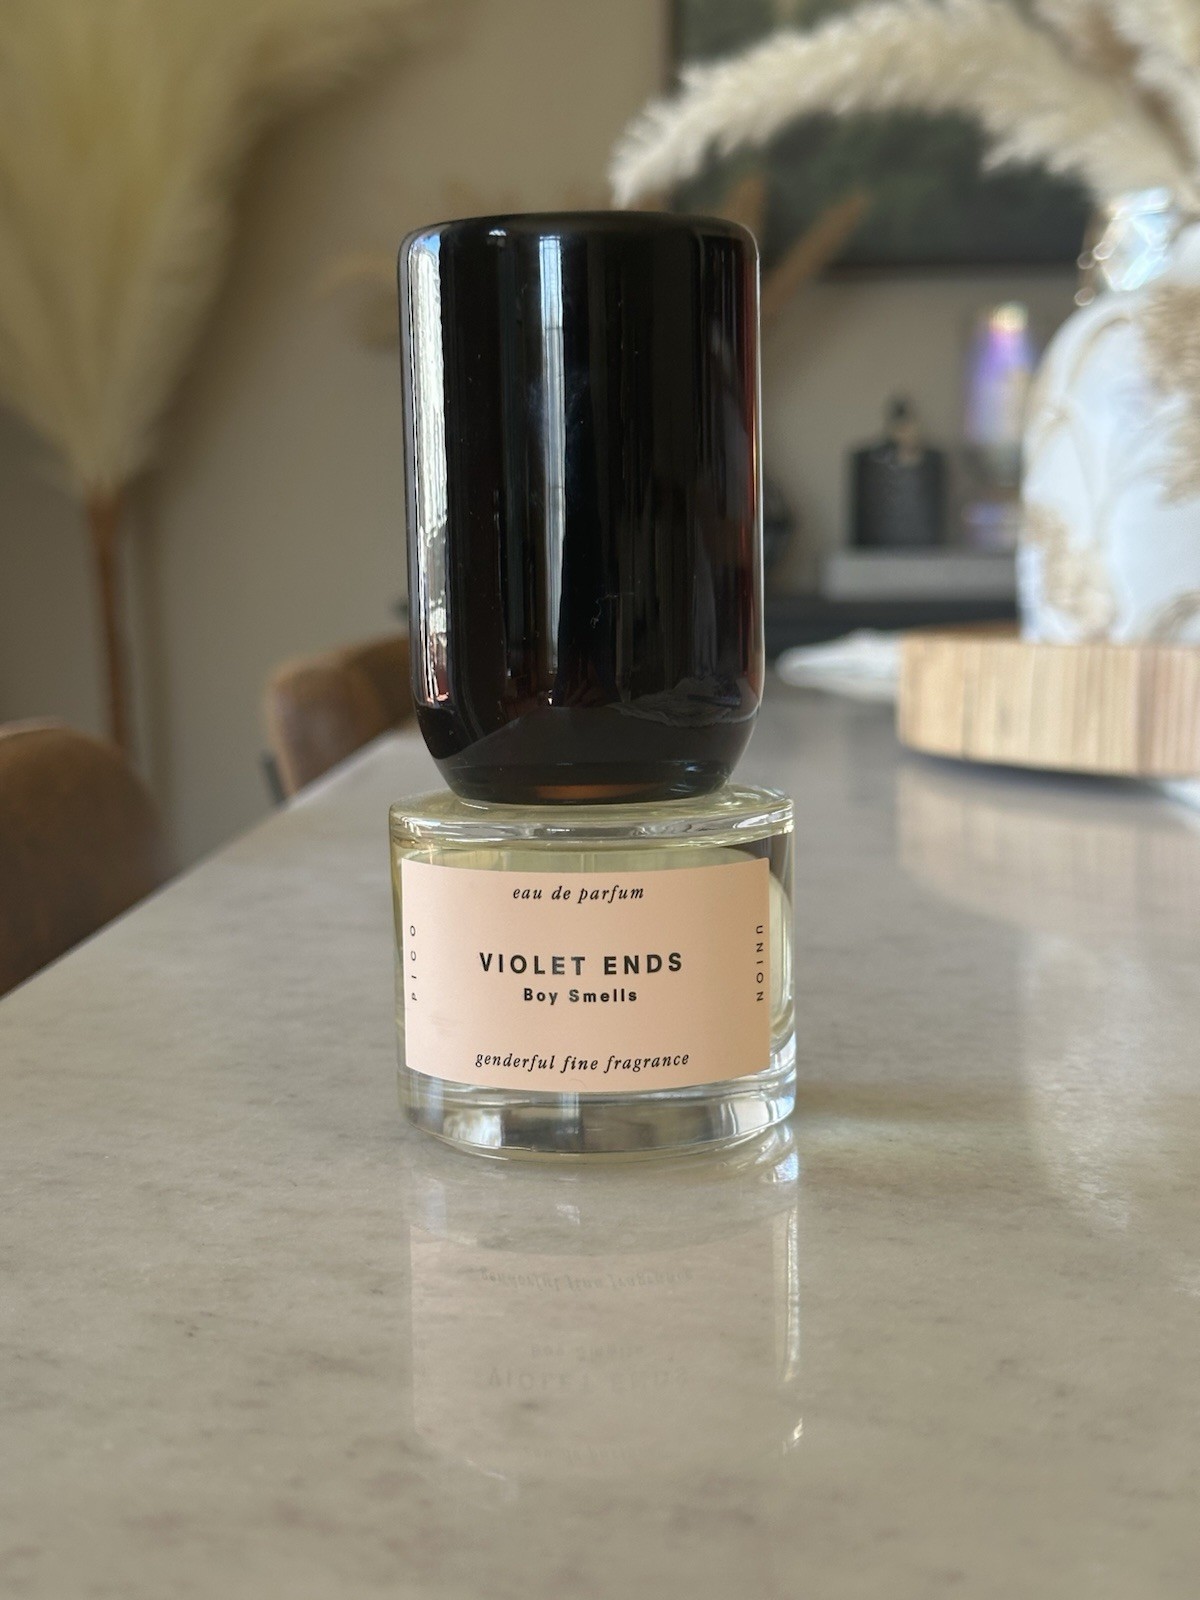 eau de parfum
PICO
VIOLET ENDS
UNION
Boy Smells
genderful fine fragrance